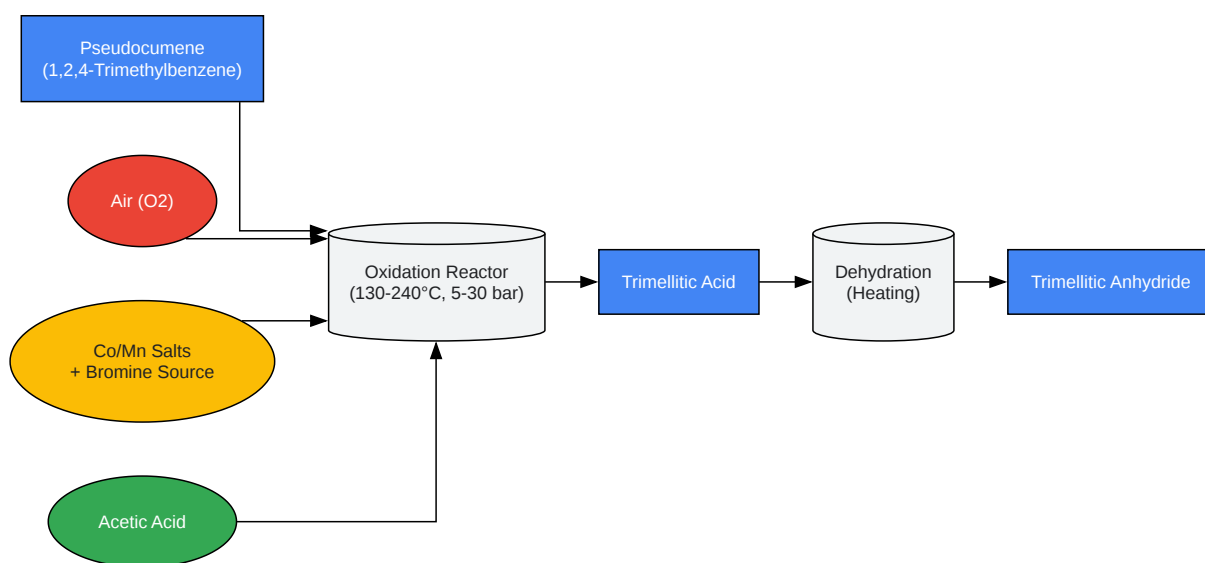 Pseudocumene
(1,2,4-Trimethylbenzene)
Air (O2)
Oxidation Reactor
(130-240°C, 5-30 bar)
Trimellitic Acid
Dehydration
(Heating)
Trimellitic Anhydride
Co/Mn Salts
+ Bromine Source
Acetic Acid